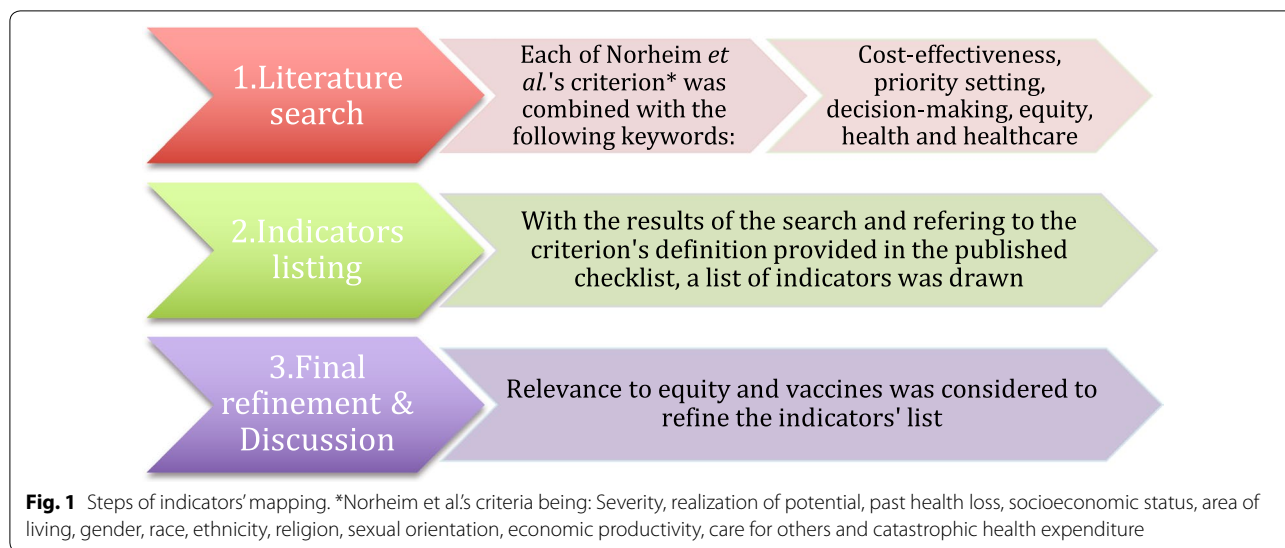 1.Literature
search
Each of Norheim et
al.'s criterion* was
combined with the
following keywords:
Cost-effectiveness,
priority setting,
decision-making, equity,
health and healthcare
2.Indicators
listing
With the results of the search and refering to the
criterion's definition provided in the published
checklist, a list of indicators was drawn
3.Final
refinement &
Discussion
Relevance to equity and vaccines was considered to
refine the indicators' list
Fig. 1 Steps of indicators' mapping. *Norheim et al.'s criteria being: Severity, realization of potential, past health loss, socioeconomic status, area of
living, gender, race, ethnicity, religion, sexual orientation, economic productivity, care for others and catastrophic health expenditure